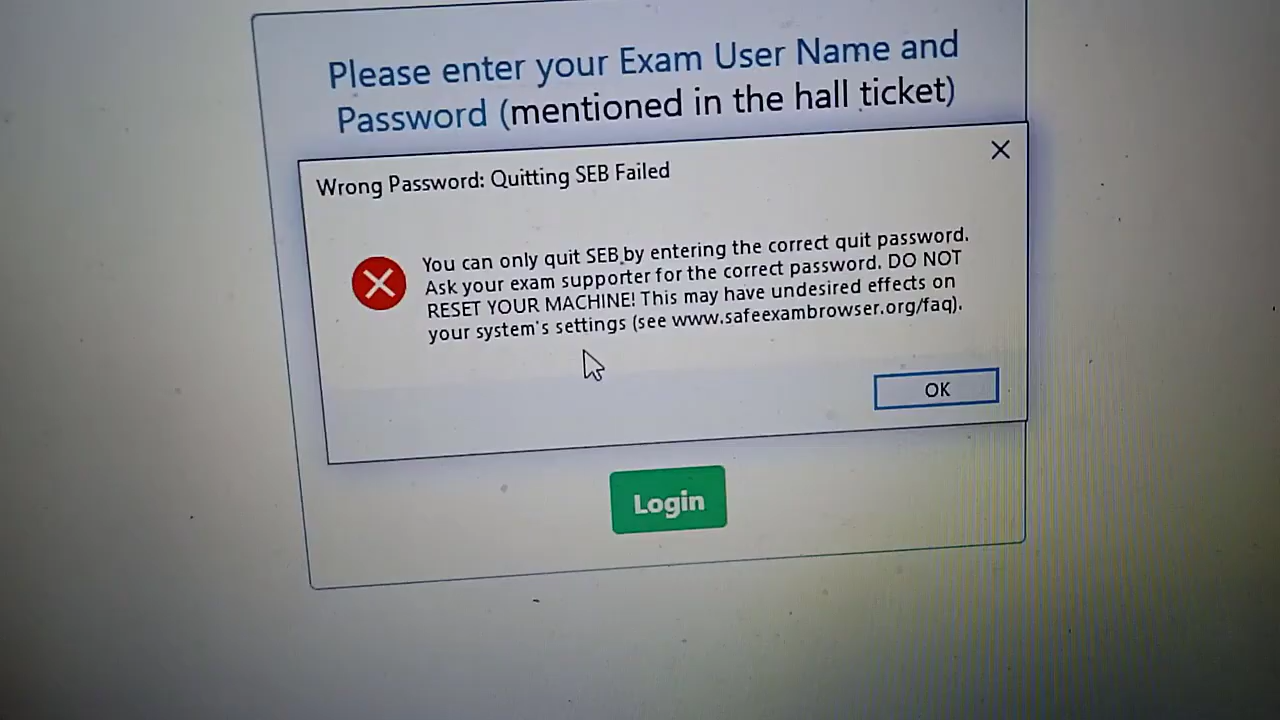 Please enter your Exam User Name and
Password (mentioned in the hall ticket)
Wrong Password: Quitting SEB Failed
You can only quit SEB by entering the correct quit password.
Ask your exam supporter for the correct password. DO NOT
RESET YOUR MACHINE! This may have undesired effects on
your system's settings (see www.safeexambrowser.org/faq).
OK
Login